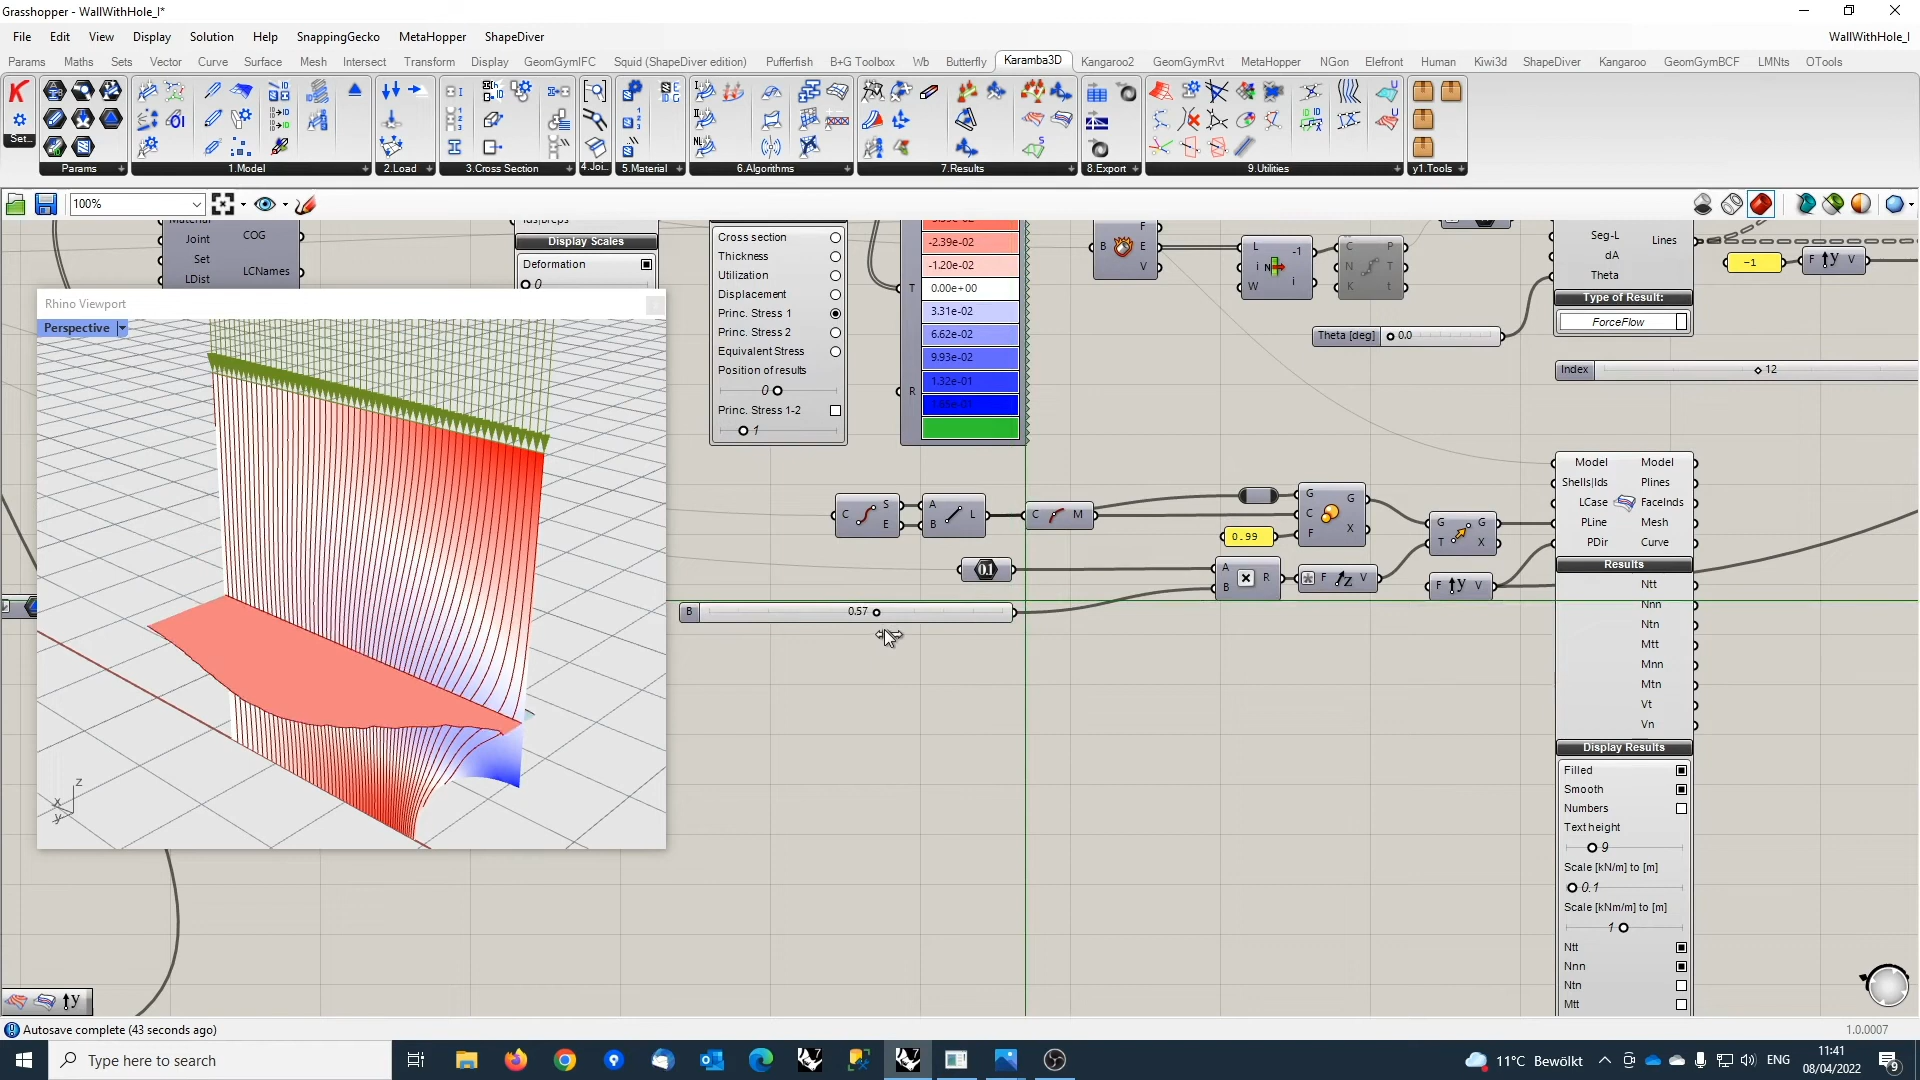 Grasshopper - WallWithHole_I*
File Edit View Display Solution Help SnappingGecko MetaHopper ShapeDiver WallWithHole_I
Params Maths Sets Vector Curve Surface Mesh Intersect Transform Display GeomGymIFC Squid (ShapeDiver edition) Pufferfish B+G Toolbox Wb Butterfly Karamba3D Kangaroo2 GeomGymRvt MetaHopper NGon Elefront Human Kiwi3d ShapeDiver Kangaroo GeomGymBCF LMNts OTools
Set...
Params 1.Model 2.Load 3.Cross Section 4.Joi... 5.Material 6.Algorithms 7.Results 8.Export 9.Utilities y1.Tools
100%
Joint COG
Set
LCNames
LDist
Display Scales
Deformation
0
Cross section
Thickness
Utilization
Displacement
Princ. Stress 1
Princ. Stress 2
Equivalent Stress
Position of results
0
Princ. Stress 1-2
1
-2.39e-02
-1.20e-02
T 0.00e+00
3.31e-02
6.62e-02
9.93e-02
1.32e-01
R
F
B E
V
L -1
i N
W i
C P
N T
K t
Theta [deg] 0.0
Seg-L Lines
dA
Theta
Type of Result:
ForceFlow
-1 F y V
Index 12
Rhino Viewport
Perspective
z
x
y
C S
E
A L
B
C M
0.99
G G
C
F X
G G
T X
0.1
A R
B
F z V
F y V
B 0.57
Model Model
Shells|Ids Plines
LCase FaceInds
PLine Mesh
PDir Curve
Results
Ntt
Nnn
Ntn
Mtt
Mnn
Mtn
Vt
Vn
Display Results
Filled
Smooth
Numbers
Textheight
9
Scale [kN/m] to [m]
0.1
Scale [kNm/m] to [m]
1
Ntt
Nnn
Ntn
Mtt
y
Autosave complete (43 seconds ago) 1.0.0007
Type here to search
11°C Bewölkt ENG 11:41
08/04/2022
9